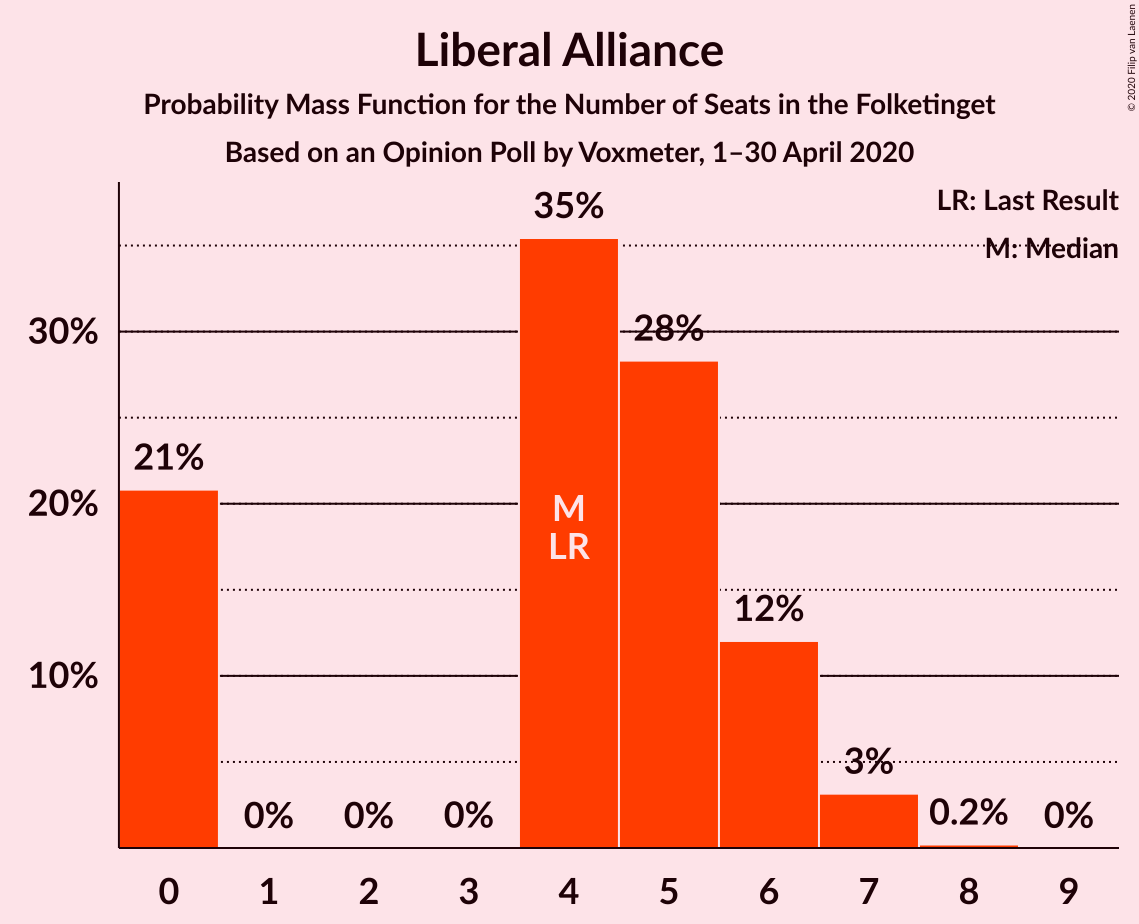 Liberal Alliance
Probability Mass Function for the Number of Seats in the Folketinget
Based on an Opinion Poll by Voxmeter, 1–30 April 2020
© 2020 Filip van Laenen
LR: Last Result
M: Median
35%
30%
28%
21%
20%
M
LR
12%
10%
3%
0%
0%
0%
0.2%
0%
0
1
2
3
4
5
6
7
8
9